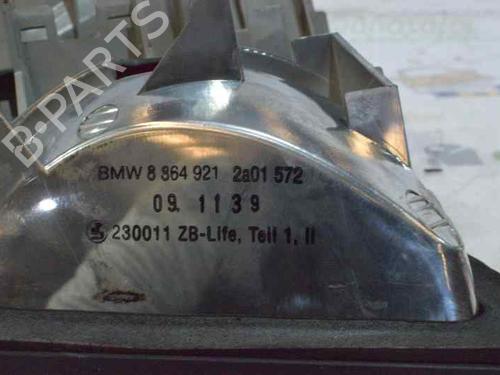 B-PARTS
BMW 8 364 921 2a01 572
09. 1139
230011 ZB-Life, Teil 1, II